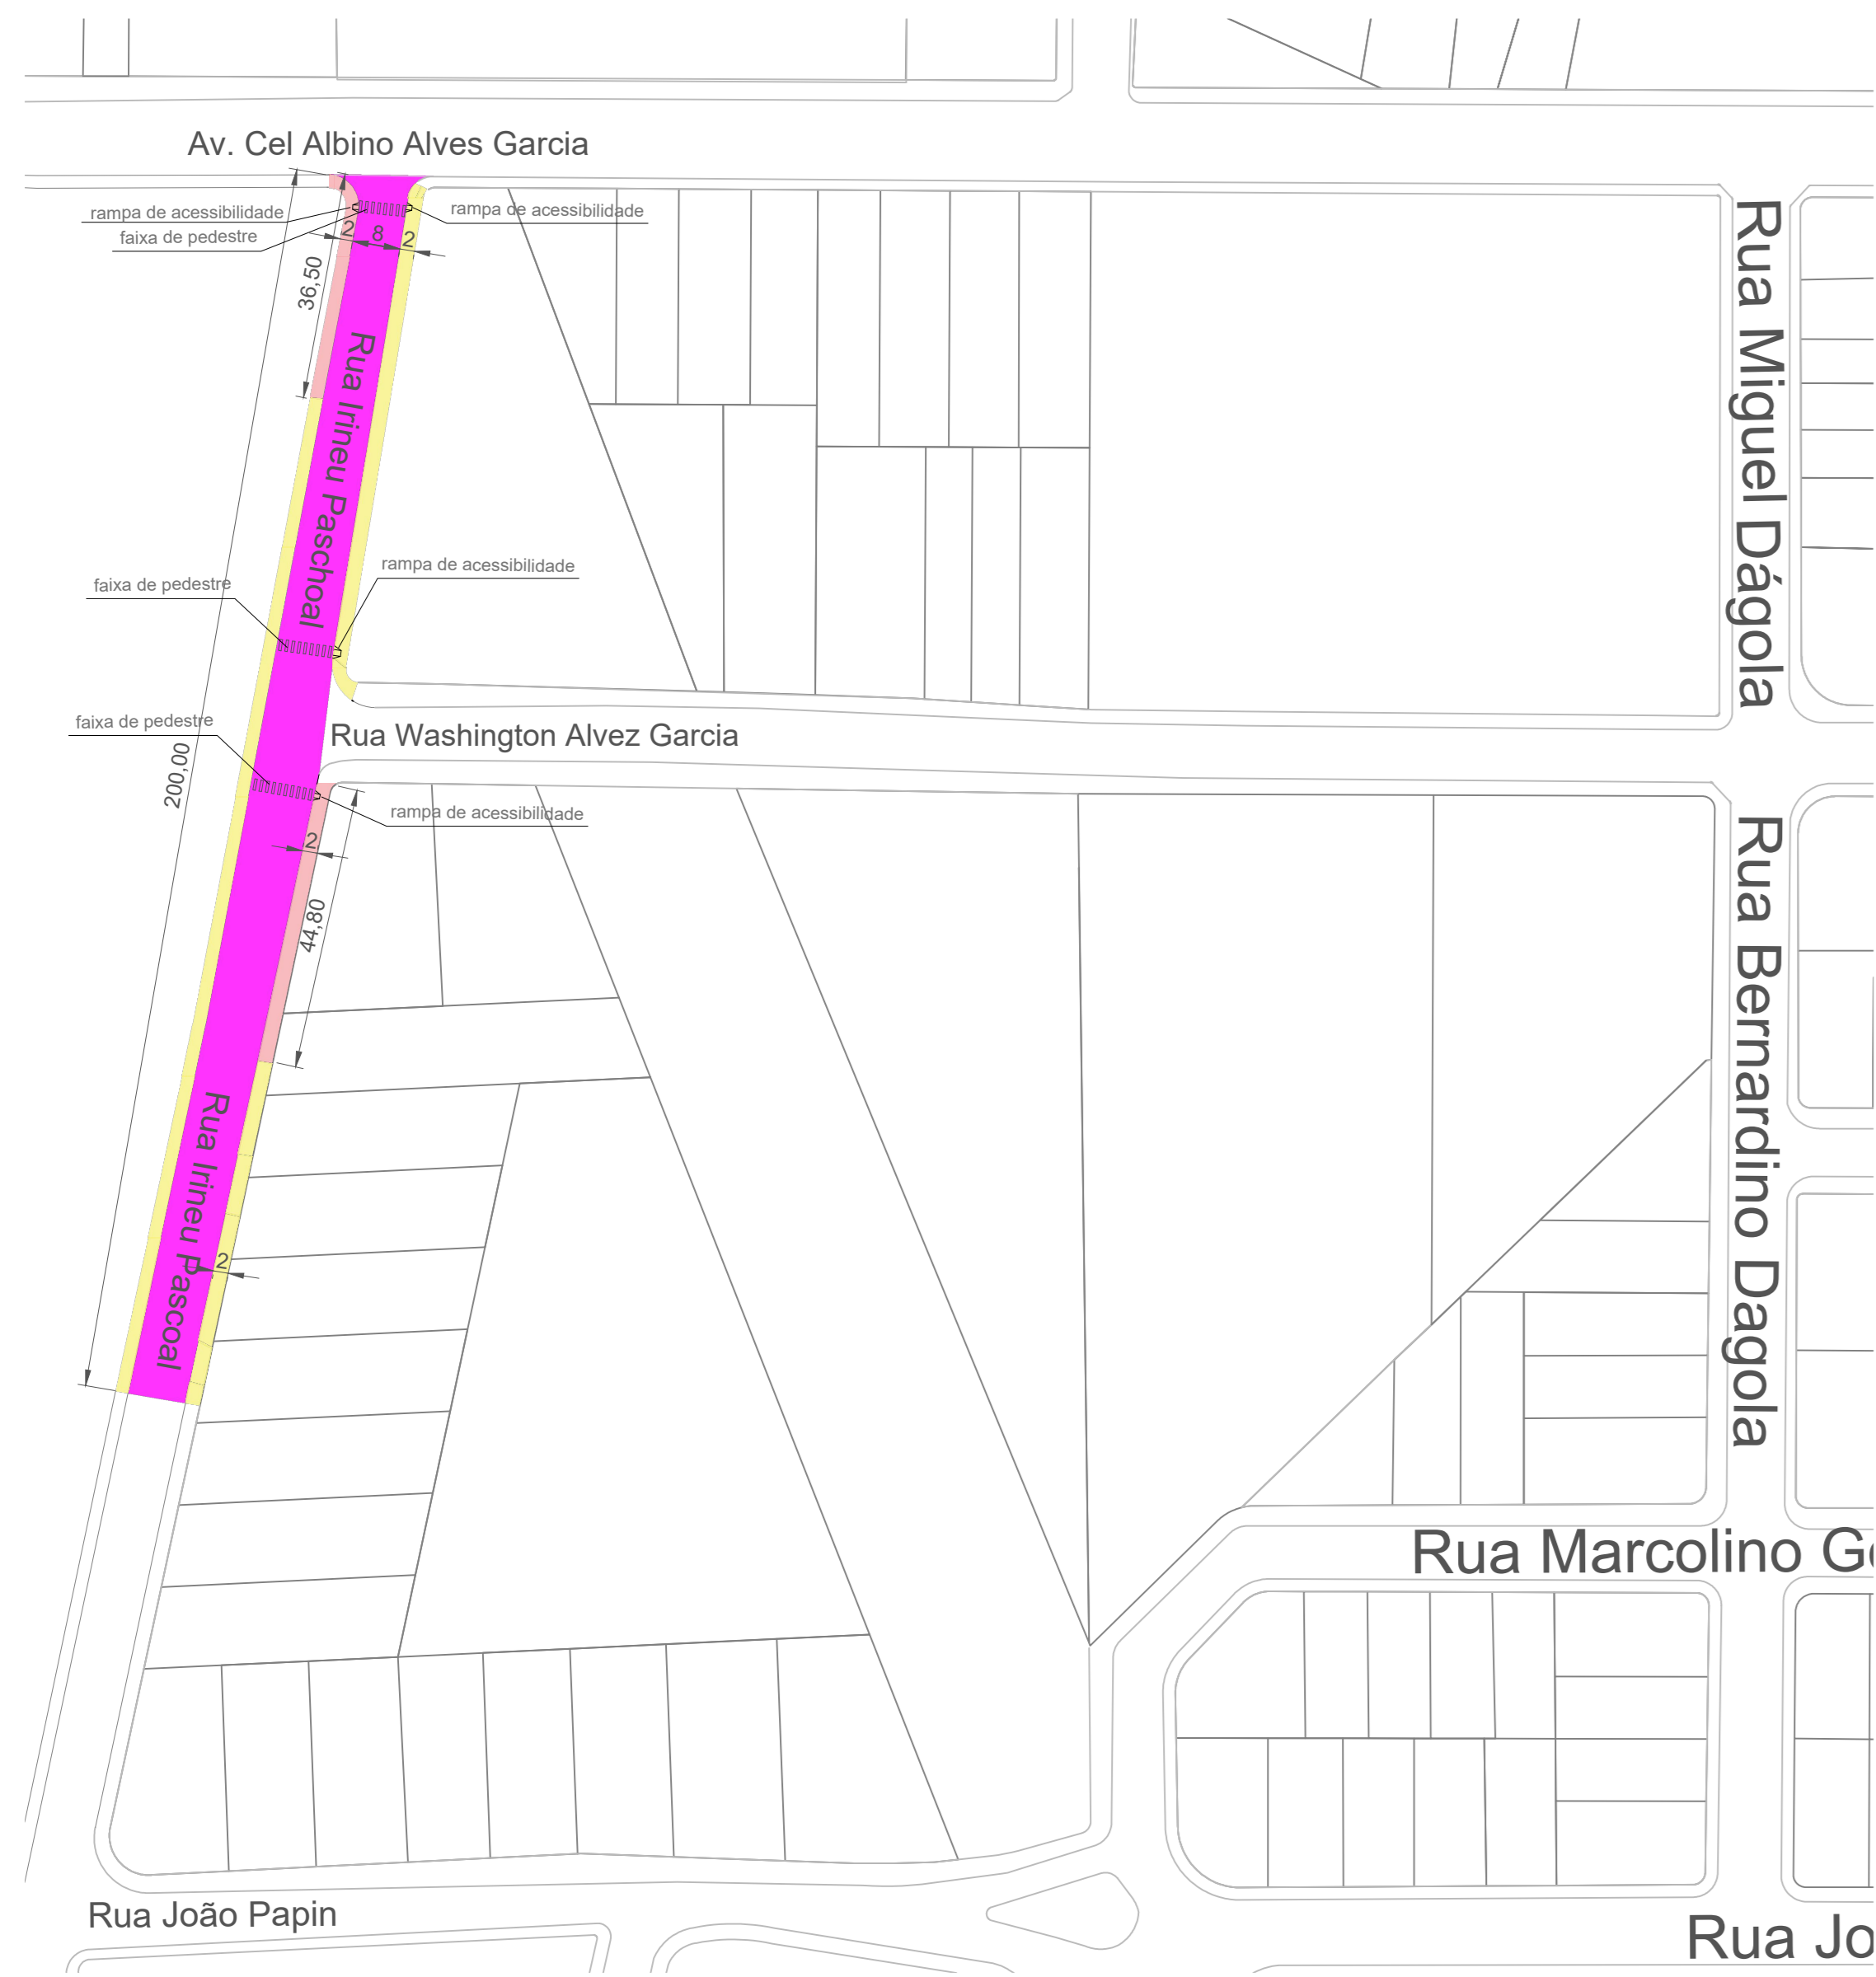 Av. Cel Albino Alves Garcia
rampa de acessibilidade
rampa de acessibilidade
faixa de pedestre
2
8
2
36,50
Rua Irineu Paschoal
Rua Miguel Dágola
rampa de acessibilidade
faixa de pedestre
faixa de pedestre
Rua Washington Alvez Garcia
200,00
rampa de acessibilidade
2
44,80
Rua Bernardino Dagola
Rua Irineu Pascoal
2
Rua Marcolino G
Rua João Papin
Rua Jo